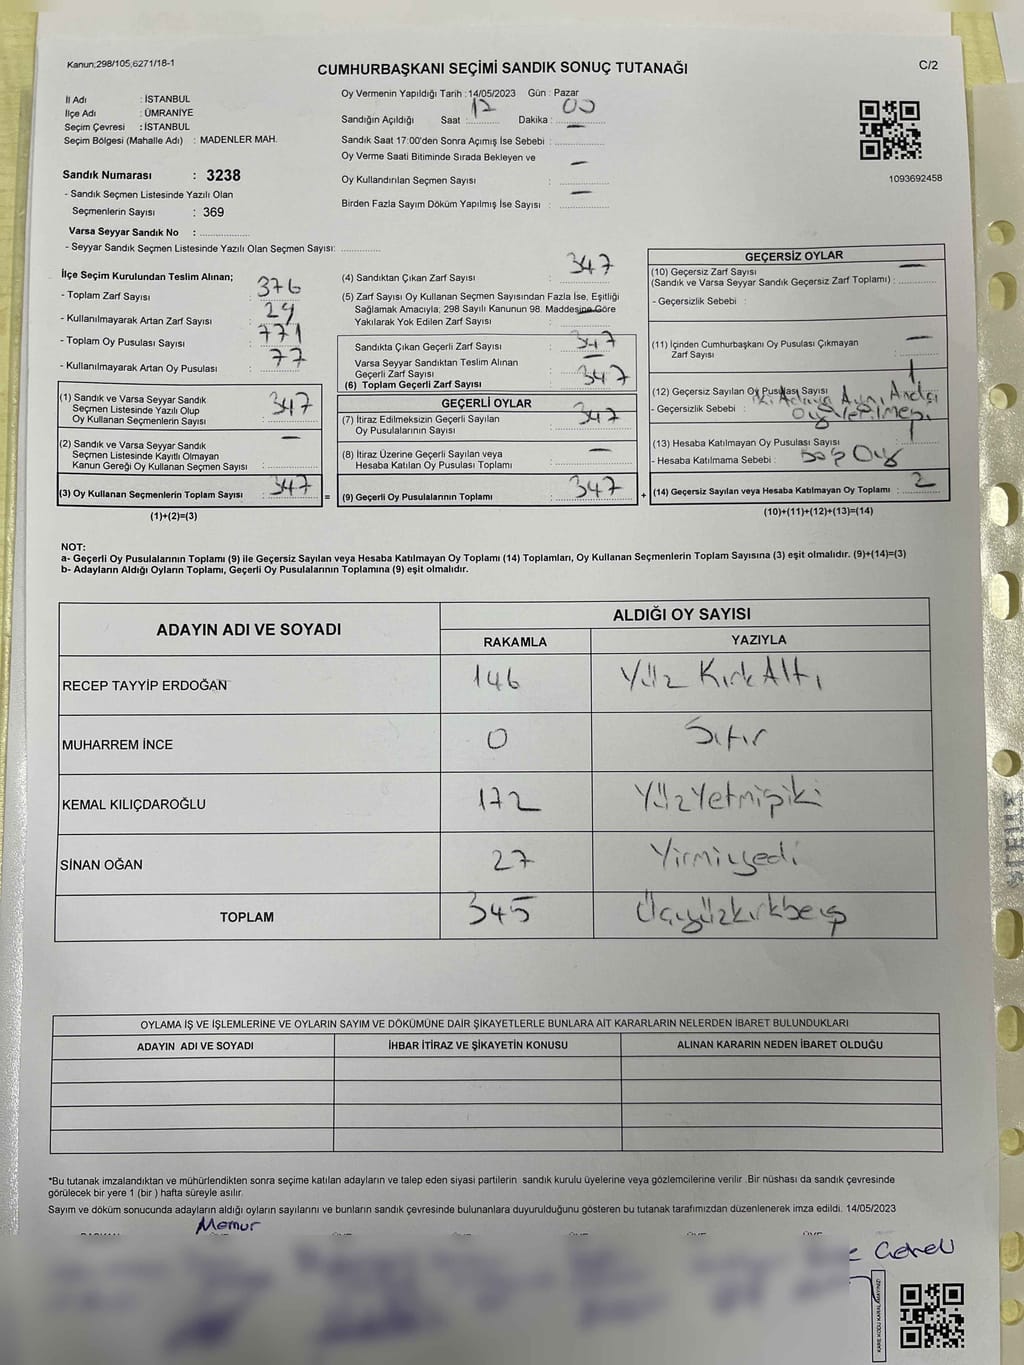 Kanun;298/105,6271/18-1
CUMHURBAŞKANI SEÇİMİ SANDIK SONUÇ TUTANAĞI
C/2
İl Adı : İSTANBUL
İlçe Adı : ÜMRANİYE
Seçim Çevresi : İSTANBUL
Seçim Bölgesi (Mahalle Adı) : MADENLER MAH.
Sandık Numarası : 3238
- Sandık Seçmen Listesinde Yazılı Olan
Seçmenlerin Sayısı : 369
Varsa Seyyar Sandık No :
- Seyyar Sandık Seçmen Listesinde Yazılı Olan Seçmen Sayısı:
Oy Vermenin Yapıldığı Tarih : 14/05/2023 Gün : Pazar
Sandığın Açıldığı Saat : 17 Dakika : 00
Sandık Saat 17:00'den Sonra Açımış İse Sebebi : —
Oy Verme Saati Bitiminde Sırada Bekleyen ve
Oy Kullandırılan Seçmen Sayısı : —
Birden Fazla Sayım Döküm Yapılmış İse Sayısı : —
1093692458
İlçe Seçim Kurulundan Teslim Alınan;
- Toplam Zarf Sayısı : 376
- Kullanılmayarak Artan Zarf Sayısı : 29
- Toplam Oy Pusulası Sayısı : 771
- Kullanılmayarak Artan Oy Pusulası : 77
(1) Sandık ve Varsa Seyyar Sandık
Seçmen Listesinde Yazılı Olup
Oy Kullanan Seçmenlerin Sayısı : 347
(2) Sandık ve Varsa Seyyar Sandık
Seçmen Listesinde Kayıtlı Olmayan
Kanun Gereği Oy Kullanan Seçmen Sayısı : —
(3) Oy Kullanan Seçmenlerin Toplam Sayısı : 347
(1)+(2)=(3)
=
(4) Sandıktan Çıkan Zarf Sayısı : 347
(5) Zarf Sayısı Oy Kullanan Seçmen Sayısından Fazla İse, Eşitliği
Sağlamak Amacıyla, 298 Sayılı Kanunun 98. Maddesine Göre
Yakılarak Yok Edilen Zarf Sayısı : —
Sandıkta Çıkan Geçerli Zarf Sayısı : 347
Varsa Seyyar Sandıktan Teslim Alınan
Geçerli Zarf Sayısı : —
(6) Toplam Geçerli Zarf Sayısı : 347
GEÇERLİ OYLAR
(7) İtiraz Edilmeksizin Geçerli Sayılan
Oy Pusulalarının Sayısı : 347
(8) İtiraz Üzerine Geçerli Sayılan veya
Hesaba Katılan Oy Pusulası Toplamı : —
(9) Geçerli Oy Pusulalarının Toplamı : 347
+
GEÇERSİZ OYLAR
(10) Geçersiz Zarf Sayısı
(Sandık ve Varsa Seyyar Sandık Geçersiz Zarf Toplamı) : —
- Geçersizlik Sebebi :
(11) İçinden Cumhurbaşkanı Oy Pusulası Çıkmayan
Zarf Sayısı : —
(12) Geçersiz Sayılan Oy Pusulası Sayısı : 1
- Geçersizlik Sebebi : iki Adaya Aynı Anda
oy verilmesi
(13) Hesaba Katılmayan Oy Pusulası Sayısı : 1
- Hesaba Katılmama Sebebi : Boş Oy
(14) Geçersiz Sayılan veya Hesaba Katılmayan Oy Toplamı : 2
(10)+(11)+(12)+(13)=(14)
NOT:
a- Geçerli Oy Pusulalarının Toplamı (9) ile Geçersiz Sayılan veya Hesaba Katılmayan Oy Toplamı (14) Toplamları, Oy Kullanan Seçmenlerin Toplam Sayısına (3) eşit olmalıdır. (9)+(14)=(3)
b- Adayların Aldığı Oyların Toplamı, Geçerli Oy Pusulalarının Toplamına (9) eşit olmalıdır.
ADAYIN ADI VE SOYADI
ALDIĞI OY SAYISI
RAKAMLA YAZIYLA
RECEP TAYYİP ERDOĞAN 146 Yüz Kırk Altı
MUHARREM İNCE 0 Sıfır
KEMAL KILIÇDAROĞLU 172 Yüz Yetmişiki
SİNAN OĞAN 27 Yirmiyedi
TOPLAM 345 Üçyüzkırkbeş
OYLAMA İŞ VE İŞLEMLERİNE VE OYLARIN SAYIM VE DÖKÜMÜNE DAİR ŞİKAYETLERLE BUNLARA AİT KARARLARIN NELERDEN İBARET BULUNDUKLARI
ADAYIN ADI VE SOYADI İHBAR İTİRAZ VE ŞİKAYETİN KONUSU ALINAN KARARIN NEDEN İBARET OLDUĞU
*Bu tutanak imzalandıktan ve mühürlendikten sonra seçime katılan adayların ve talep eden siyasi partilerin sandık kurulu üyelerine veya gözlemcilerine verilir .Bir nüshası da sandık çevresinde
görülecek bir yere 1 (bir ) hafta süreyle asılır.
Sayım ve döküm sonucunda adayların aldığı oyların sayılarını ve bunların sandık çevresinde bulunanlara duyurulduğunu gösteren bu tutanak tarafımızdan düzenlenerek imza edildi. 14/05/2023
Memur
KARE KODU KARALAMAYINIZ!